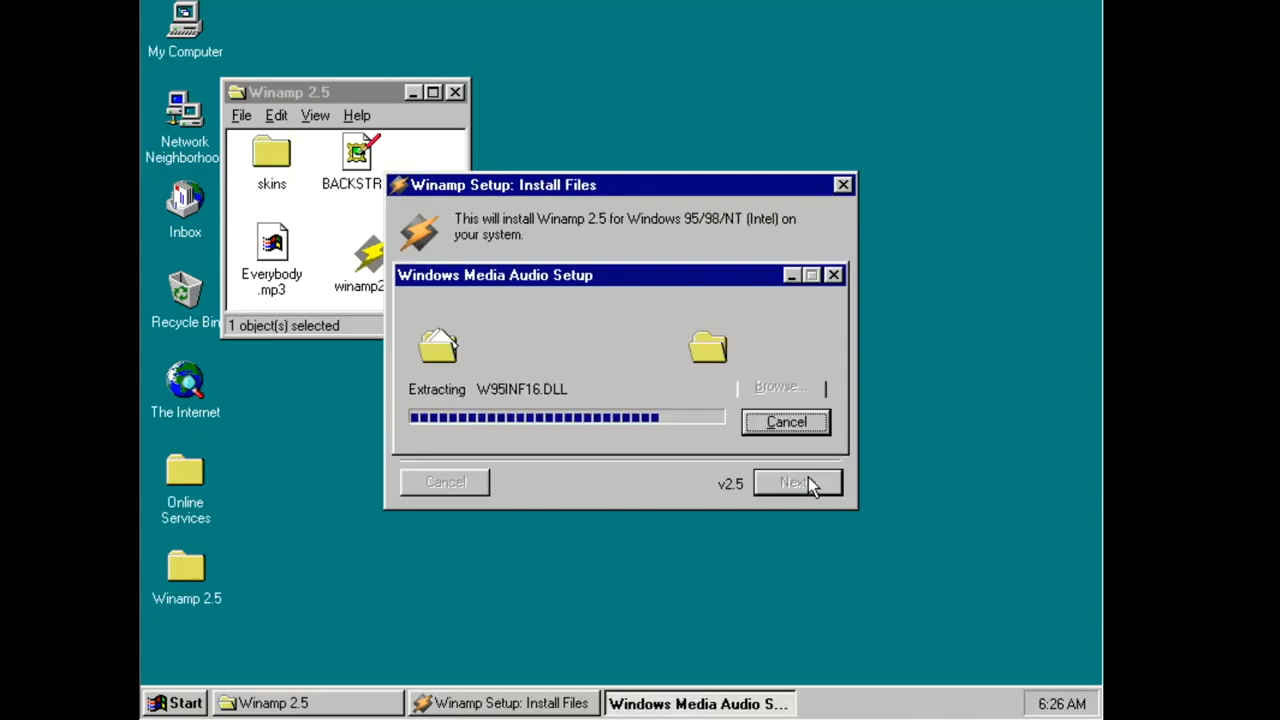 My Computer
Network
Neighborhoo
Inbox
Recycle Bin
The Internet
Online
Services
Winamp 2.5
Winamp 2.5
File Edit View Help
skins
BACKSTR
Everybody
.mp3
winamp2
1 object(s) selected
Winamp Setup: Install Files
This will install Winamp 2.5 for Windows 95/98/NT (Intel) on
your system.
Windows Media Audio Setup
Extracting W95INF16.DLL
Browse...
Cancel
Cancel
v2.5
Next
Start
Winamp 2.5
Winamp Setup: Install Files
Windows Media Audio S...
6:26 AM